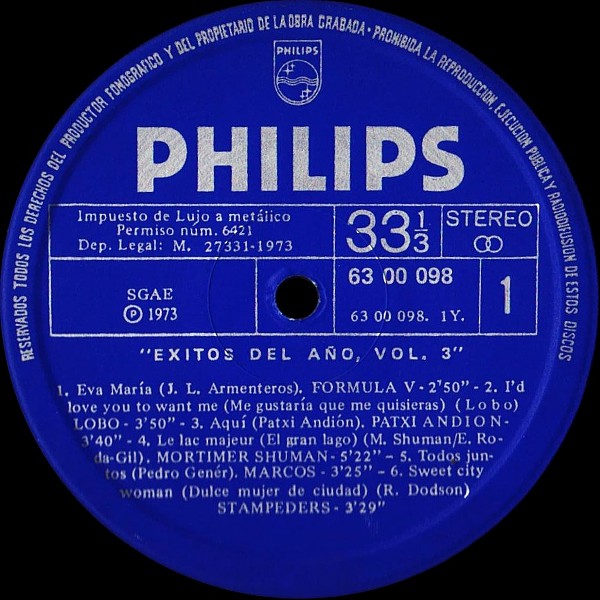 RESERVADOS TODOS LOS DERECHOS DEL PRODUCTOR FONOGRAFICO Y DEL PROPIETARIO DE LA OBRA GRABADA · PROHIBIDA LA REPRODUCCION, EJECUCION PUBLICA Y RADIODIFUSION DE ESTOS DISCOS
PHILIPS
PHILIPS
Impuesto de Lujo a metálico
Permiso núm. 6421
Dep. Legal: M. 27331-1973
33 1/3
STEREO
SGAE
Ⓟ 1973
63 00 098
63 00 098. 1Y.
1
"EXITOS DEL AÑO, VOL. 3"
1. Eva María (J. L. Armenteros). FORMULA V - 2'50" - 2. I'd
love you to want me (Me gustaría que me quisieras) (Lobo)
LOBO - 3'50" - 3. Aquí (Patxi Andión). PATXI ANDION-
3'40" - 4. Le lac majeur (El gran lago) (M. Shuman/E. Ro-
da-Gil). MORTIMER SHUMAN - 5'22" - 5. Todos jun-
tos (Pedro Genér). MARCOS - 3'25" - 6. Sweet city
woman (Dulce mujer de ciudad) (R. Dodson)
STAMPEDERS - 3'29"